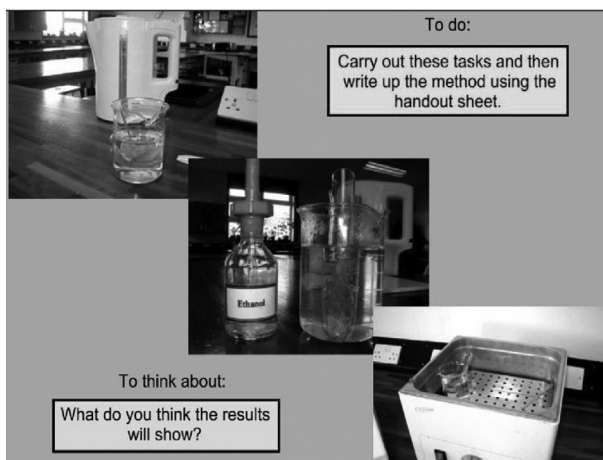 To do:
Carry out these tasks and then
write up the method using the
handout sheet.
Ethanol
To think about:
What do you think the results
will show?